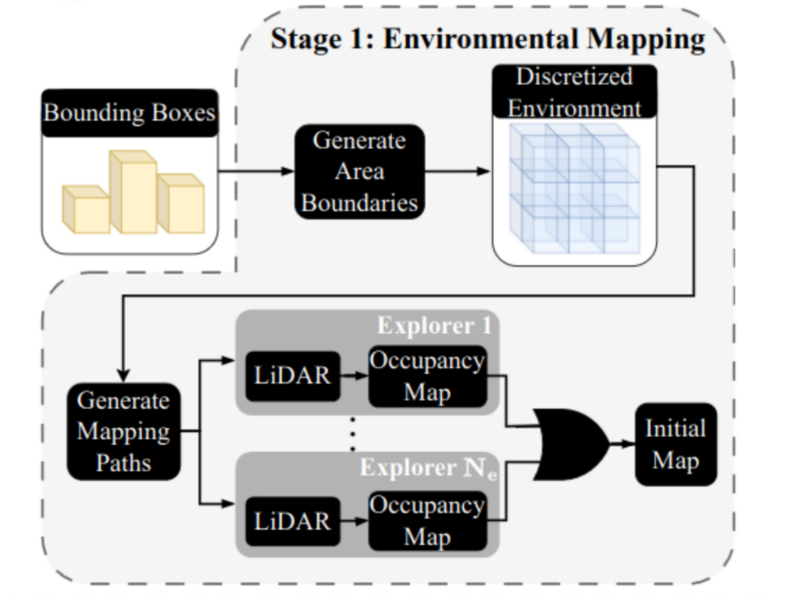 Stage 1: Environmental Mapping
Bounding Boxes
Generate
Area
Boundaries
Discretized
Environment
Generate
Mapping
Paths
Explorer 1
LiDAR
Occupancy
Map
Explorer Nₑ
LiDAR
Occupancy
Map
Initial
Map